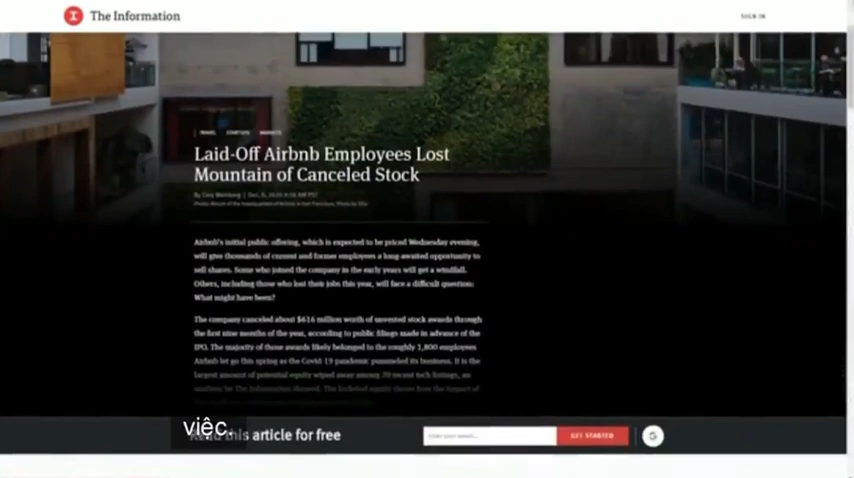 The Information
SIGN IN
TRAVEL STARTUPS MARKETS
Laid-Off Airbnb Employees Lost
Mountain of Canceled Stock
By Cory Weinberg | Dec. 8, 2020 9:58 AM PST
Airbnb's initial public offering, which is expected to be priced Wednesday evening,
will give thousands of current and former employees a long-awaited opportunity to
sell shares. Some who joined the company in the early years will get a windfall.
Others, including those who lost their jobs this year, will face a difficult question:
What might have been?
The company canceled about $616 million worth of unvested stock awards through
the first nine months of the year, according to public filings made in advance of the
IPO. The majority of those awards likely belonged to the roughly 1,800 employees
Airbnb let go this spring as the Covid-19 pandemic pummeled its business. It is the
largest amount of potential equity wiped away among 20 recent tech listings, an
analysis by The Information showed. The forfeited equity shows how the impact of
việc.
Read this article for free
GET STARTED
G